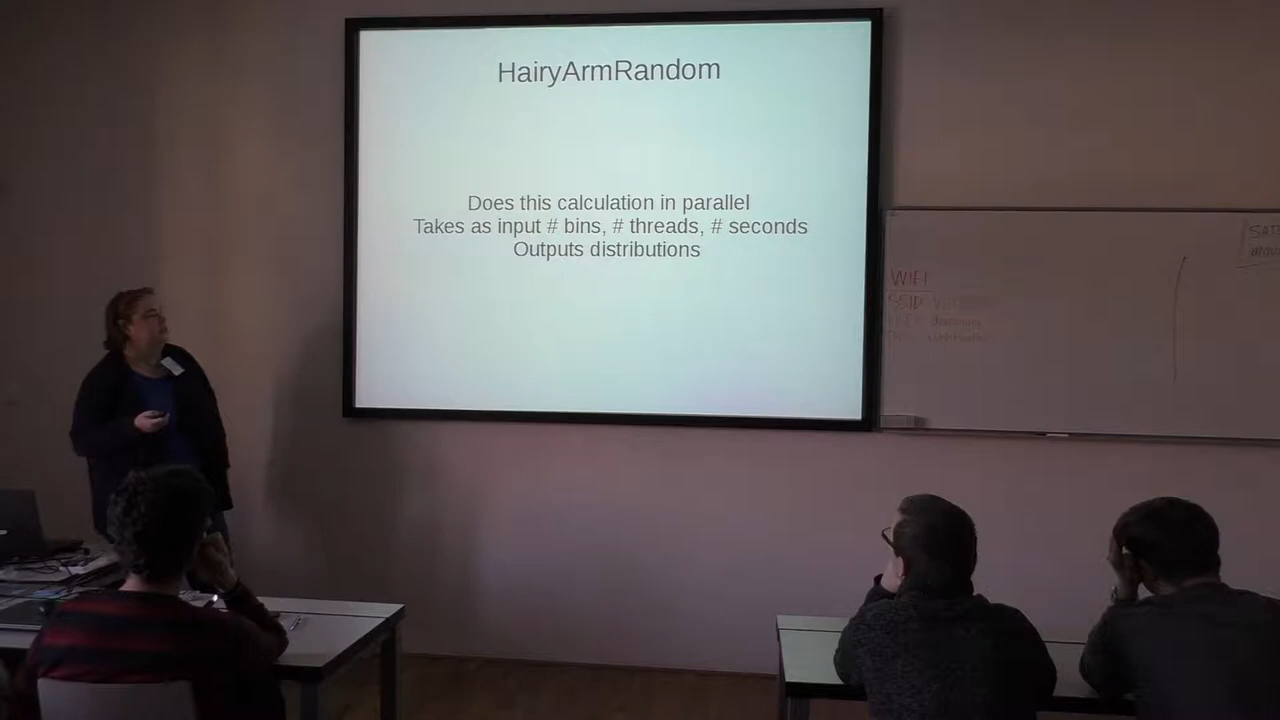 HairyArmRandom
Does this calculation in parallel
Takes as input # bins, # threads, # seconds
Outputs distributions
WIFI
SSID